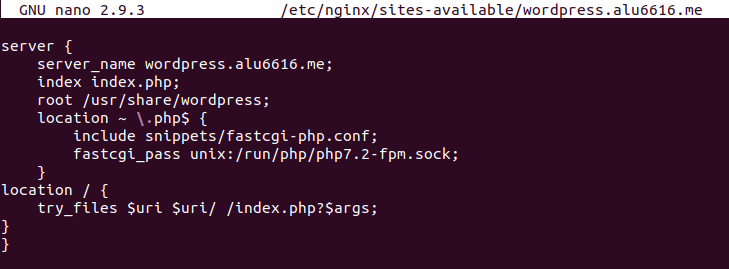 GNU nano 2.9.3 /etc/nginx/sites-available/wordpress.alu6616.me
server {
    server_name wordpress.alu6616.me;
    index index.php;
    root /usr/share/wordpress;
    location ~ \.php$ {
        include snippets/fastcgi-php.conf;
        fastcgi_pass unix:/run/php/php7.2-fpm.sock;
    }
location / {
    try_files $uri $uri/ /index.php?$args;
}
}